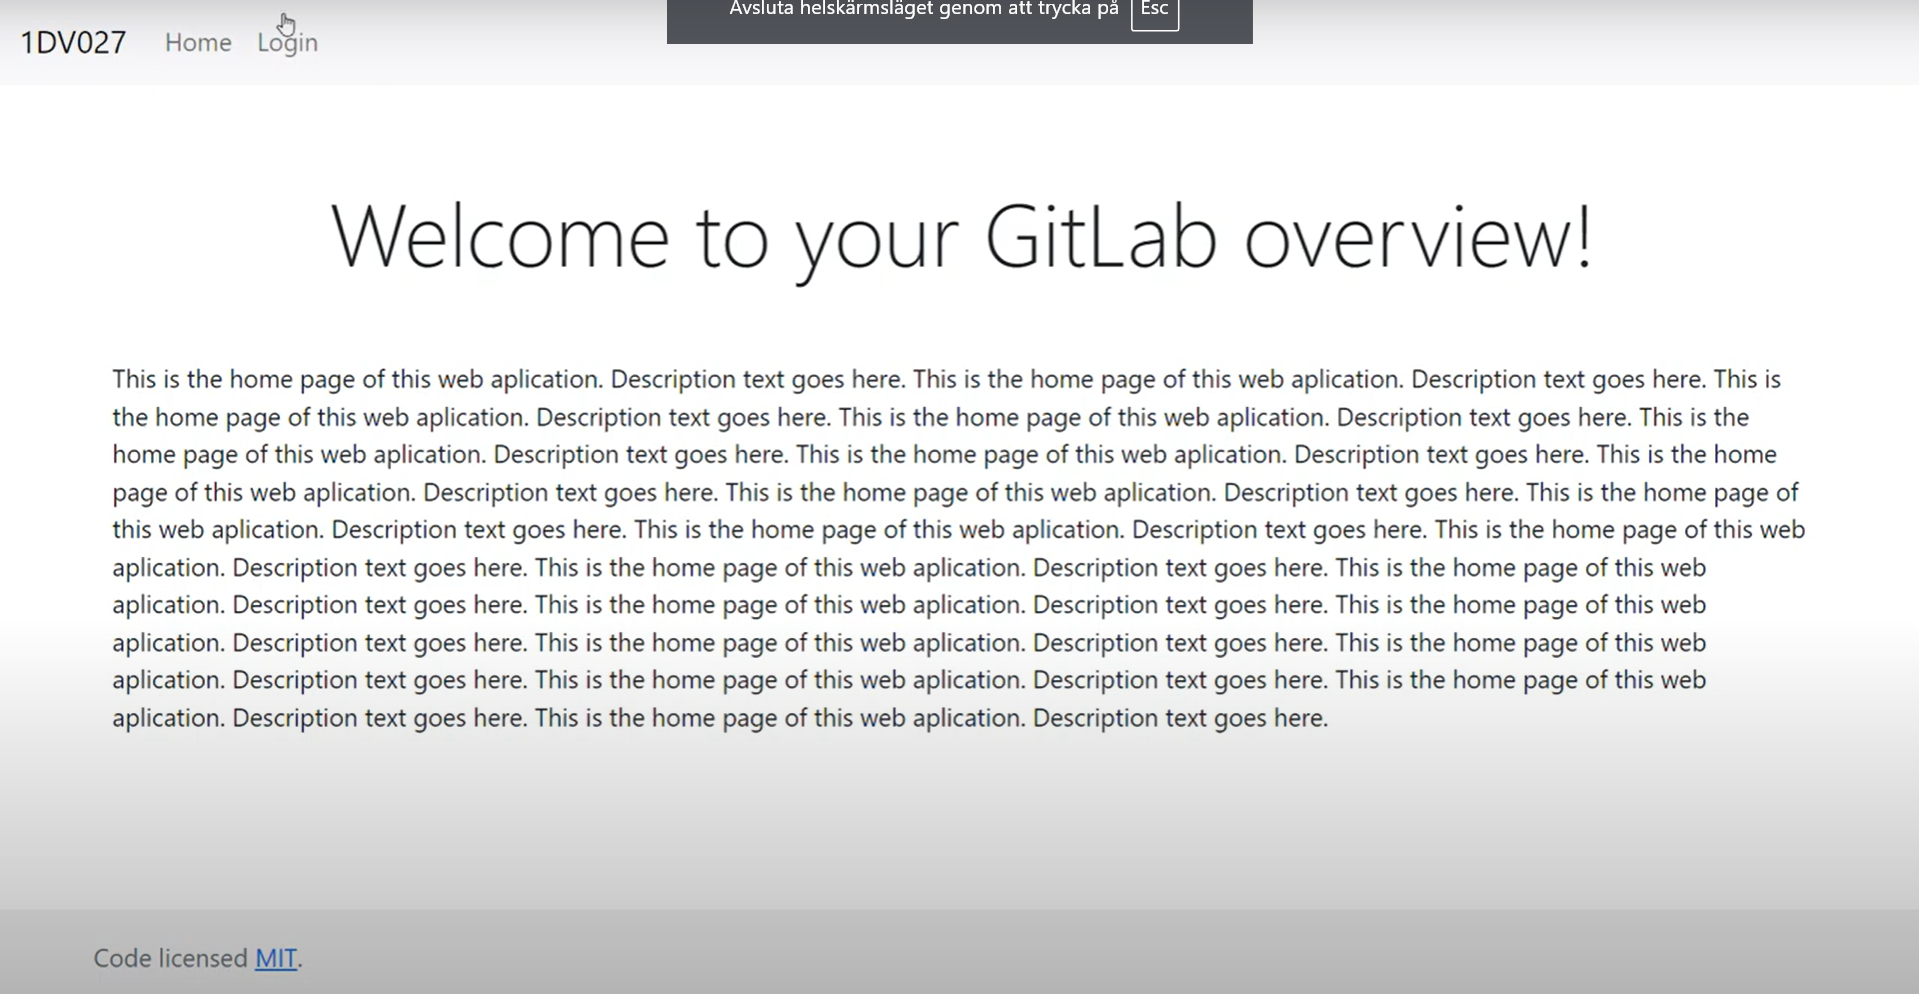 Avsluta helskärmsläget genom att trycka på Esc
1DV027 Home Login
Welcome to your GitLab overview!
This is the home page of this web aplication. Description text goes here. This is the home page of this web aplication. Description text goes here. This is
the home page of this web aplication. Description text goes here. This is the home page of this web aplication. Description text goes here. This is the
home page of this web aplication. Description text goes here. This is the home page of this web aplication. Description text goes here. This is the home
page of this web aplication. Description text goes here. This is the home page of this web aplication. Description text goes here. This is the home page of
this web aplication. Description text goes here. This is the home page of this web aplication. Description text goes here. This is the home page of this web
aplication. Description text goes here. This is the home page of this web aplication. Description text goes here. This is the home page of this web
aplication. Description text goes here. This is the home page of this web aplication. Description text goes here. This is the home page of this web
aplication. Description text goes here. This is the home page of this web aplication. Description text goes here. This is the home page of this web
aplication. Description text goes here. This is the home page of this web aplication. Description text goes here. This is the home page of this web
aplication. Description text goes here. This is the home page of this web aplication. Description text goes here.
Code licensed MIT.